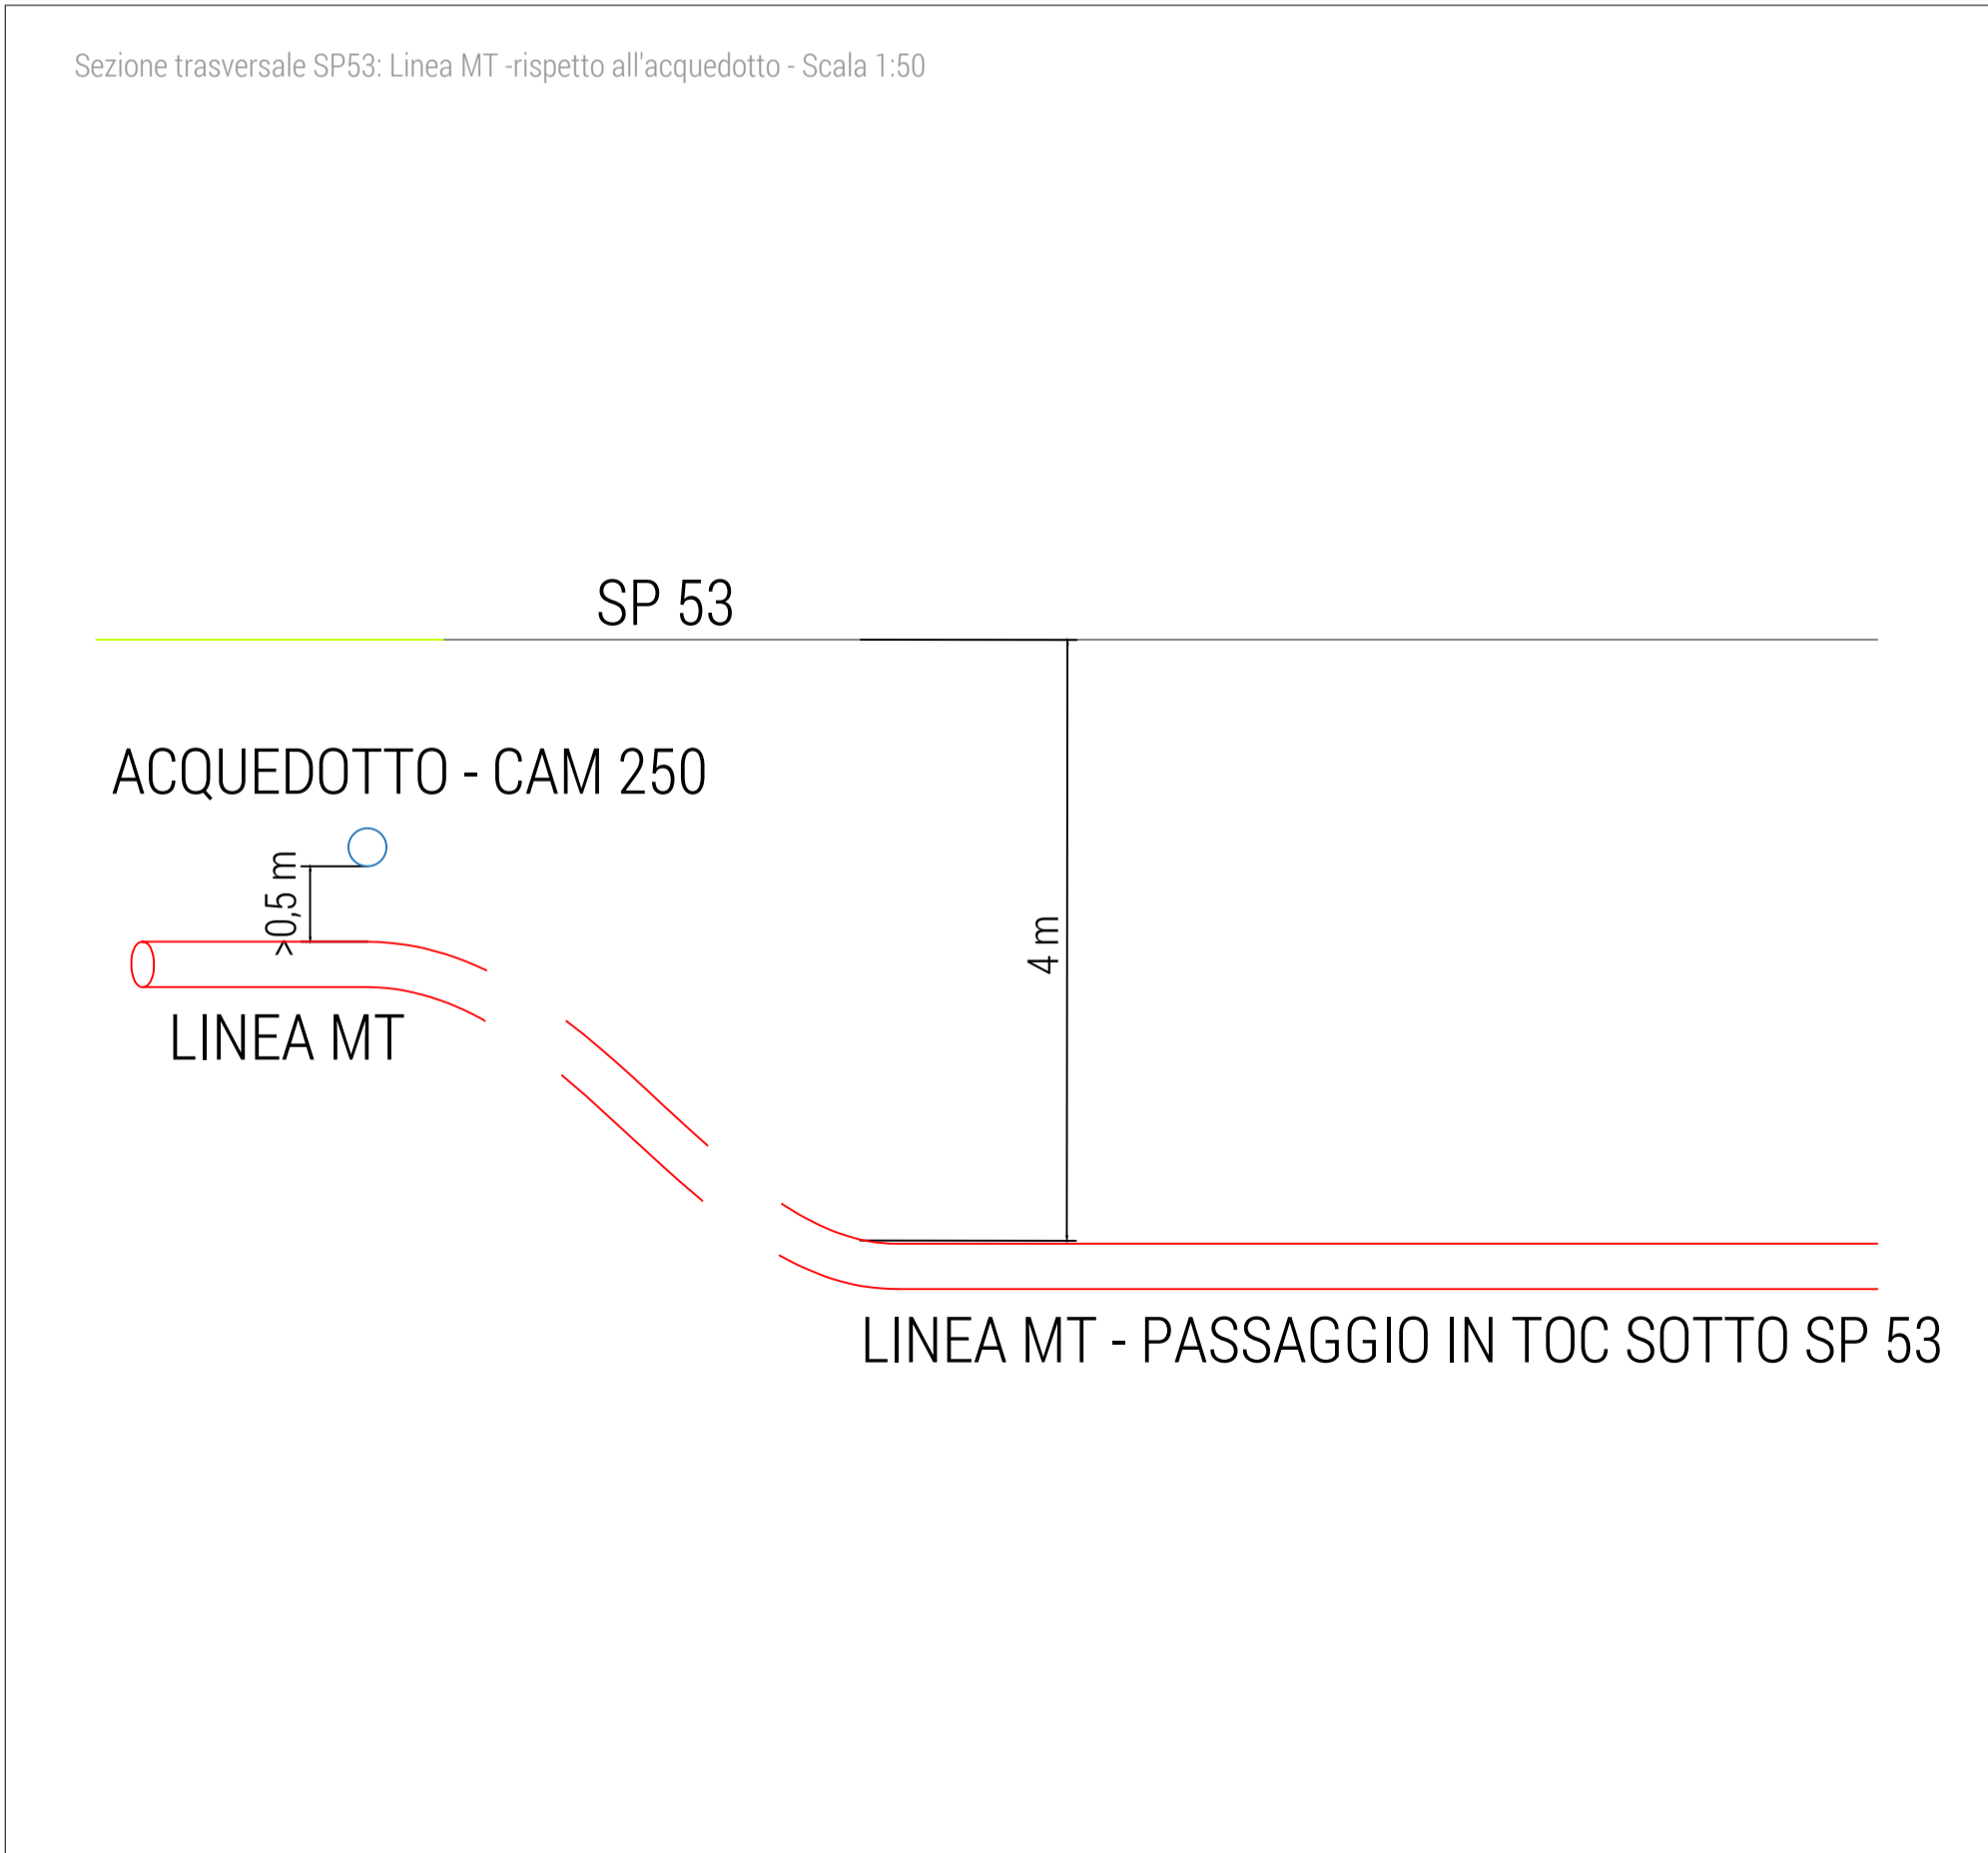 Sezione trasversale SP53: Linea MT -rispetto all'acquedotto - Scala 1:50
SP 53
ACQUEDOTTO - CAM 250
>0,5 m
4 m
LINEA MT
LINEA MT - PASSAGGIO IN TOC SOTTO SP 53